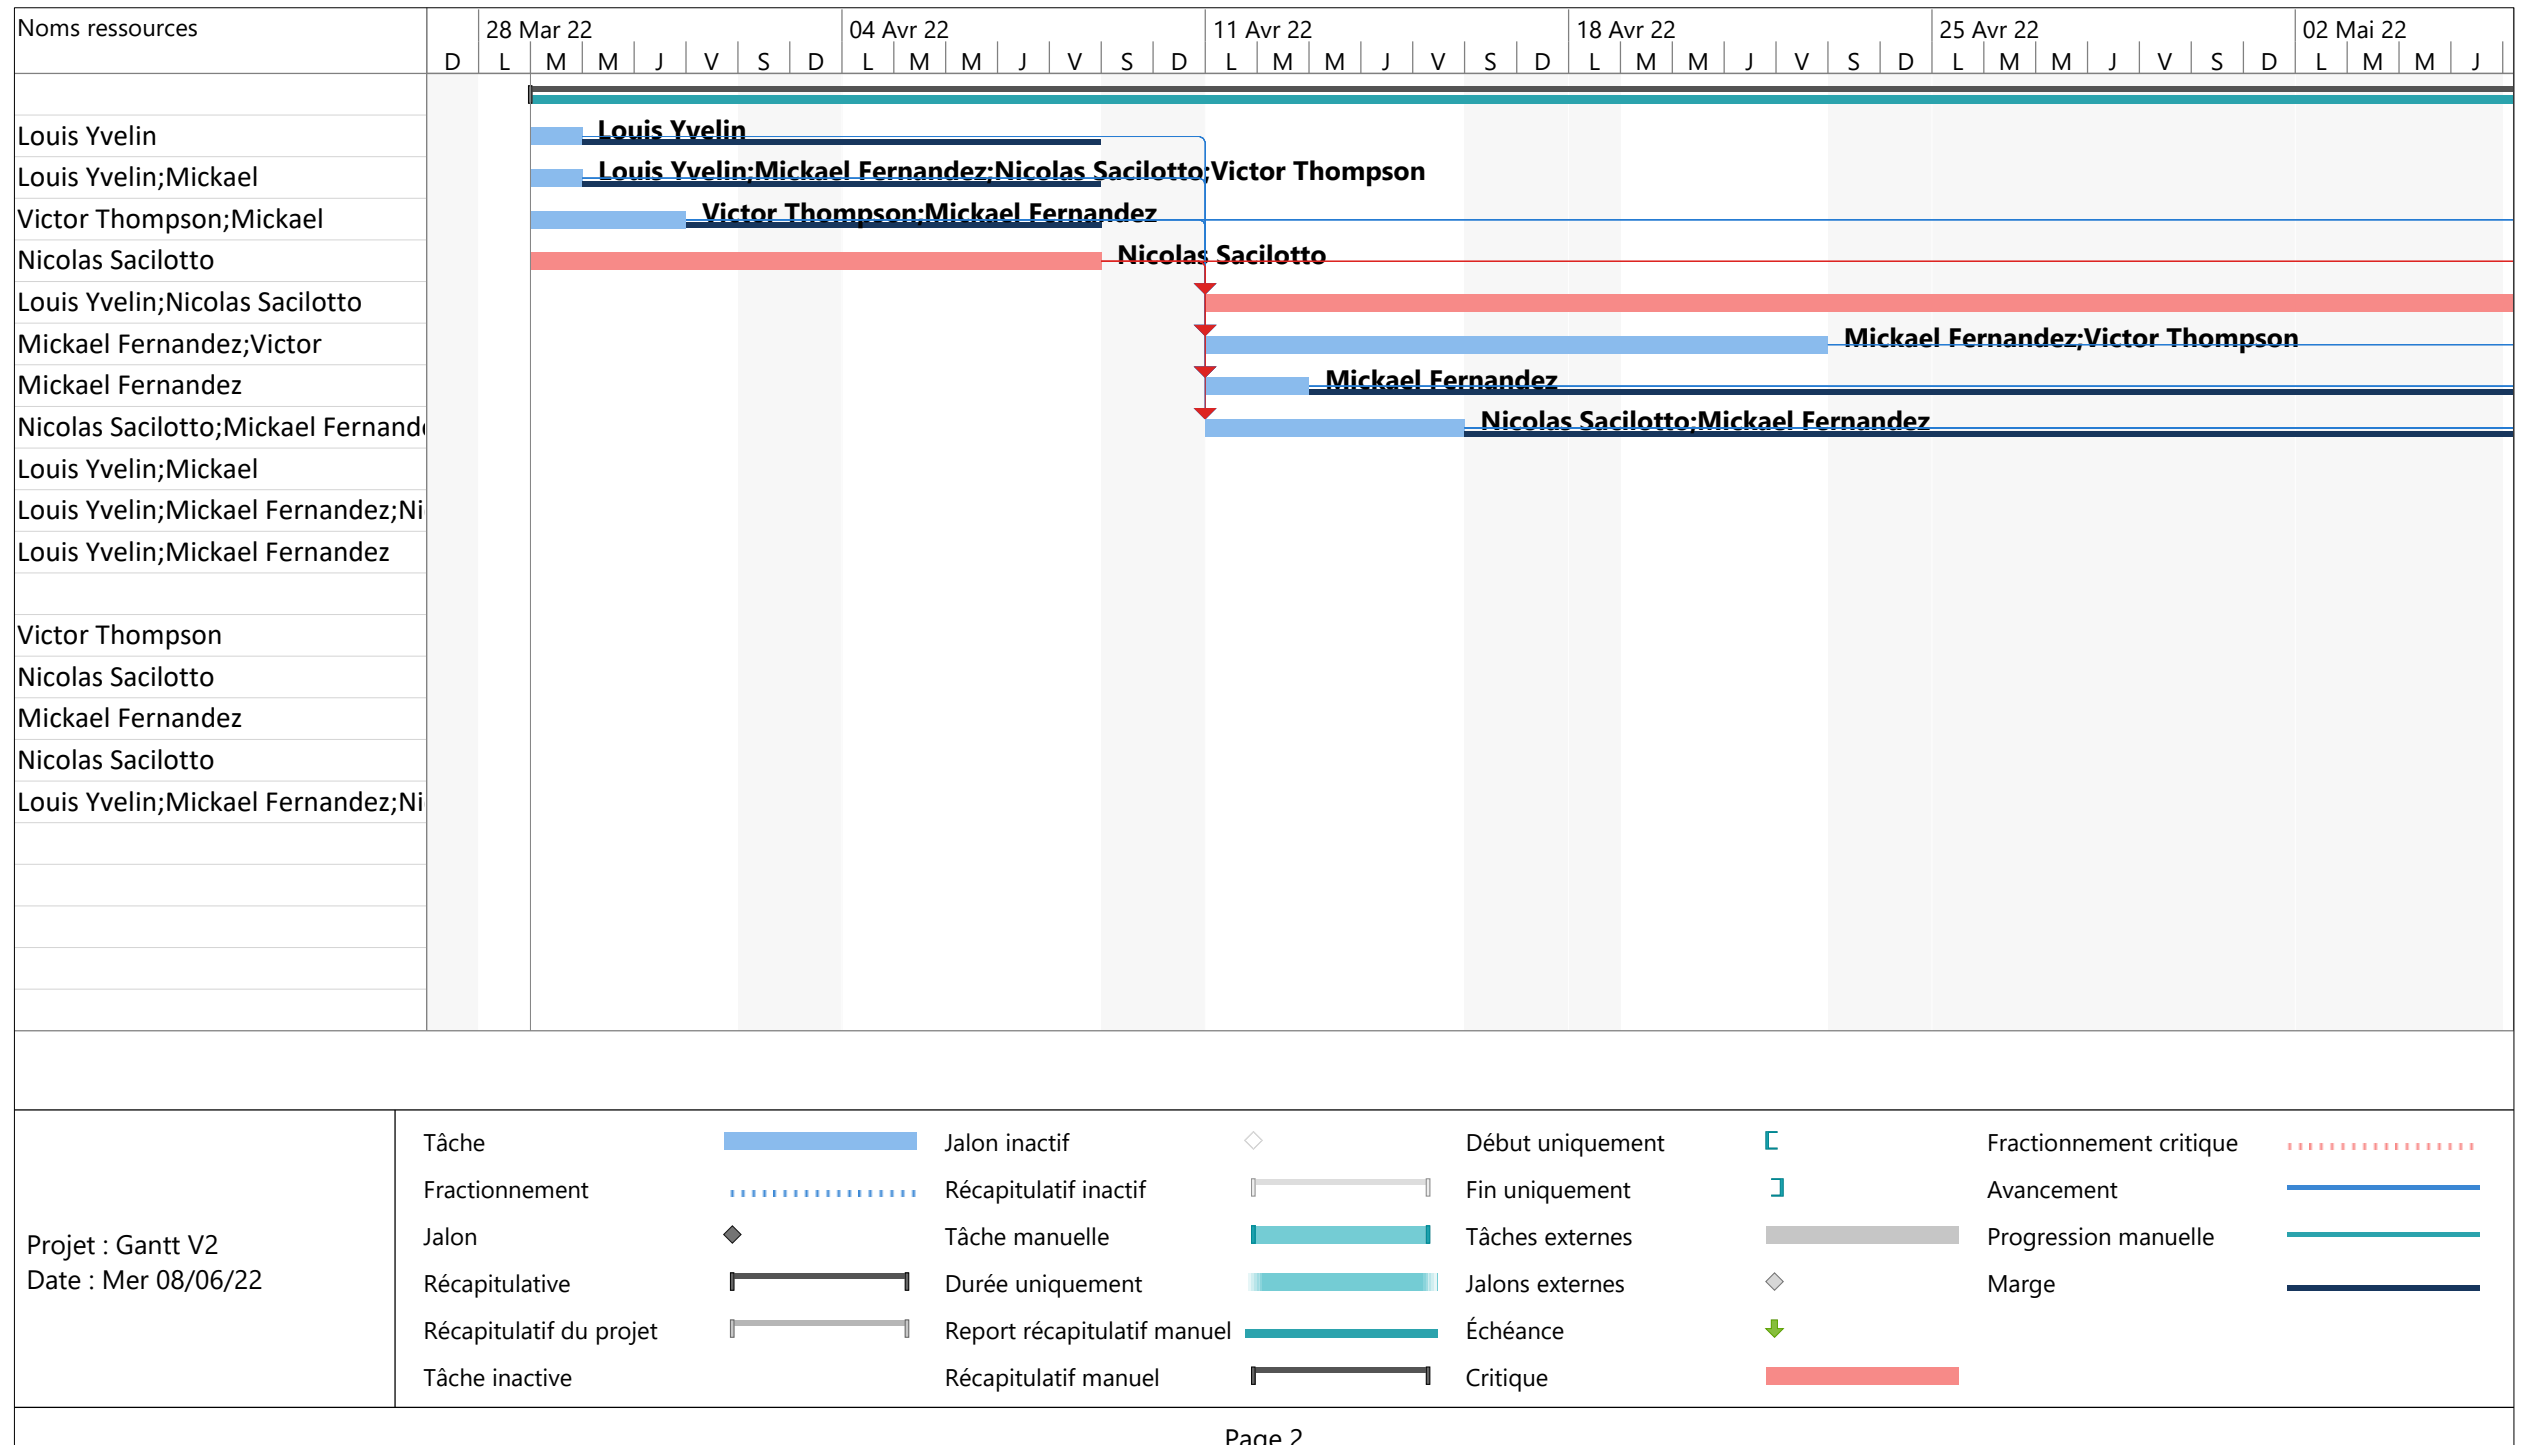 Noms ressources
28 Mar 22 04 Avr 22 11 Avr 22 18 Avr 22 25 Avr 22 02 Mai 22
D L M M J V S D L M M J V S D L M M J V S D L M M J V S D L M M J V S D L M M J
Louis Yvelin Louis Yvelin
Louis Yvelin;Mickael Louis Yvelin;Mickael Fernandez;Nicolas Sacilotto;Victor Thompson
Victor Thompson;Mickael Victor Thompson;Mickael Fernandez
Nicolas Sacilotto Nicolas Sacilotto
Louis Yvelin;Nicolas Sacilotto
Mickael Fernandez;Victor Mickael Fernandez;Victor Thompson
Mickael Fernandez Mickael Fernandez
Nicolas Sacilotto;Mickael Fernand Nicolas Sacilotto;Mickael Fernandez
Louis Yvelin;Mickael
Louis Yvelin;Mickael Fernandez;Ni
Louis Yvelin;Mickael Fernandez
Victor Thompson
Nicolas Sacilotto
Mickael Fernandez
Nicolas Sacilotto
Louis Yvelin;Mickael Fernandez;Ni
Projet : Gantt V2
Date : Mer 08/06/22
Tâche
Fractionnement
Jalon
Récapitulative
Récapitulatif du projet
Tâche inactive
Jalon inactif
Récapitulatif inactif
Tâche manuelle
Durée uniquement
Report récapitulatif manuel
Récapitulatif manuel
Début uniquement
Fin uniquement
Tâches externes
Jalons externes
Échéance
Critique
Fractionnement critique
Avancement
Progression manuelle
Marge
Page 2